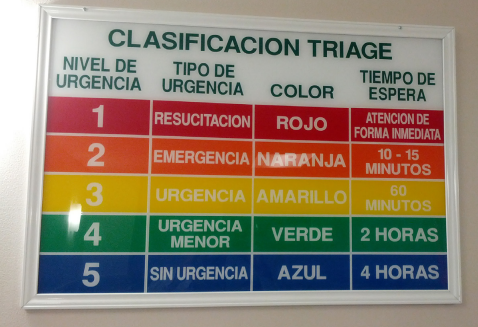 CLASIFICACION TRIAGE
NIVEL DE URGENCIA TIPO DE URGENCIA COLOR TIEMPO DE ESPERA
1 RESUCITACION ROJO ATENCION DE FORMA INMEDIATA
2 EMERGENCIA NARANJA 10 - 15 MINUTOS
3 URGENCIA AMARILLO 60 MINUTOS
4 URGENCIA MENOR VERDE 2 HORAS
5 SIN URGENCIA AZUL 4 HORAS